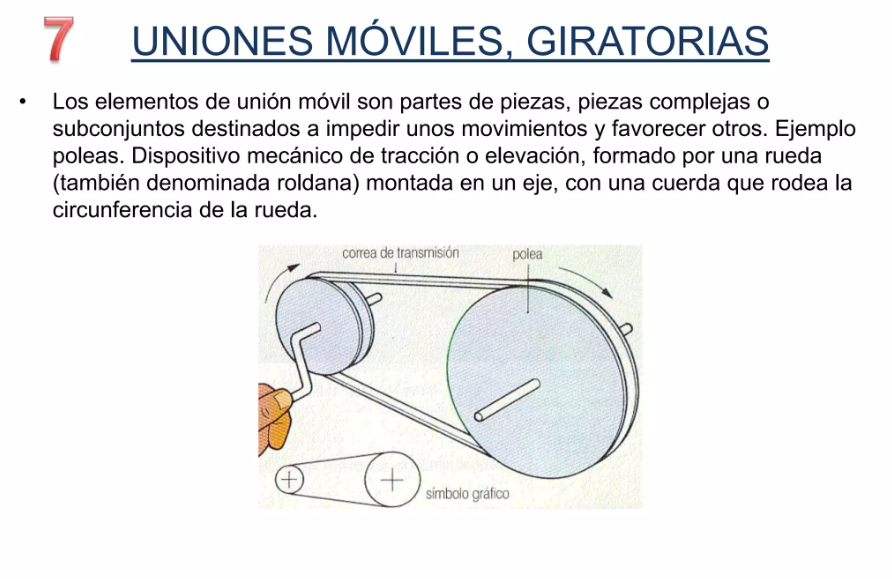 7 UNIONES MÓVILES, GIRATORIAS
• Los elementos de unión móvil son partes de piezas, piezas complejas o
subconjuntos destinados a impedir unos movimientos y favorecer otros. Ejemplo
poleas. Dispositivo mecánico de tracción o elevación, formado por una rueda
(también denominada roldana) montada en un eje, con una cuerda que rodea la
circunferencia de la rueda.
correa de transmisión polea
símbolo gráfico